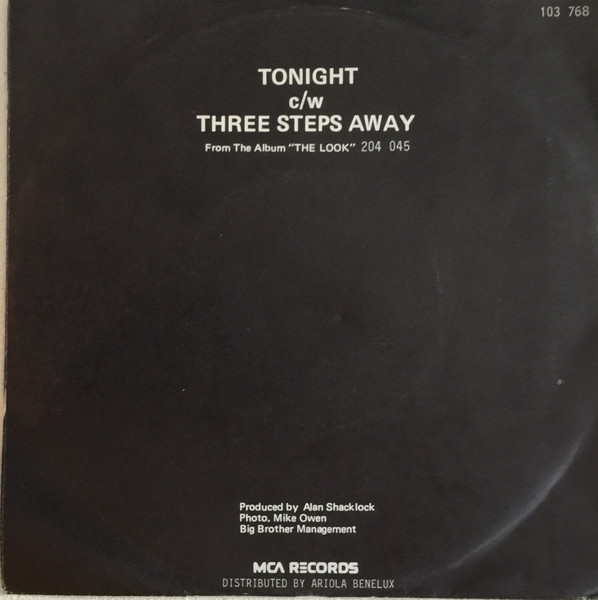 103 768
TONIGHT
c/w
THREE STEPS AWAY
From The Album "THE LOOK" 204 045
Produced by Alan Shacklock
Photo. Mike Owen
Big Brother Management
MCA RECORDS
DISTRIBUTED BY ARIOLA BENELUX